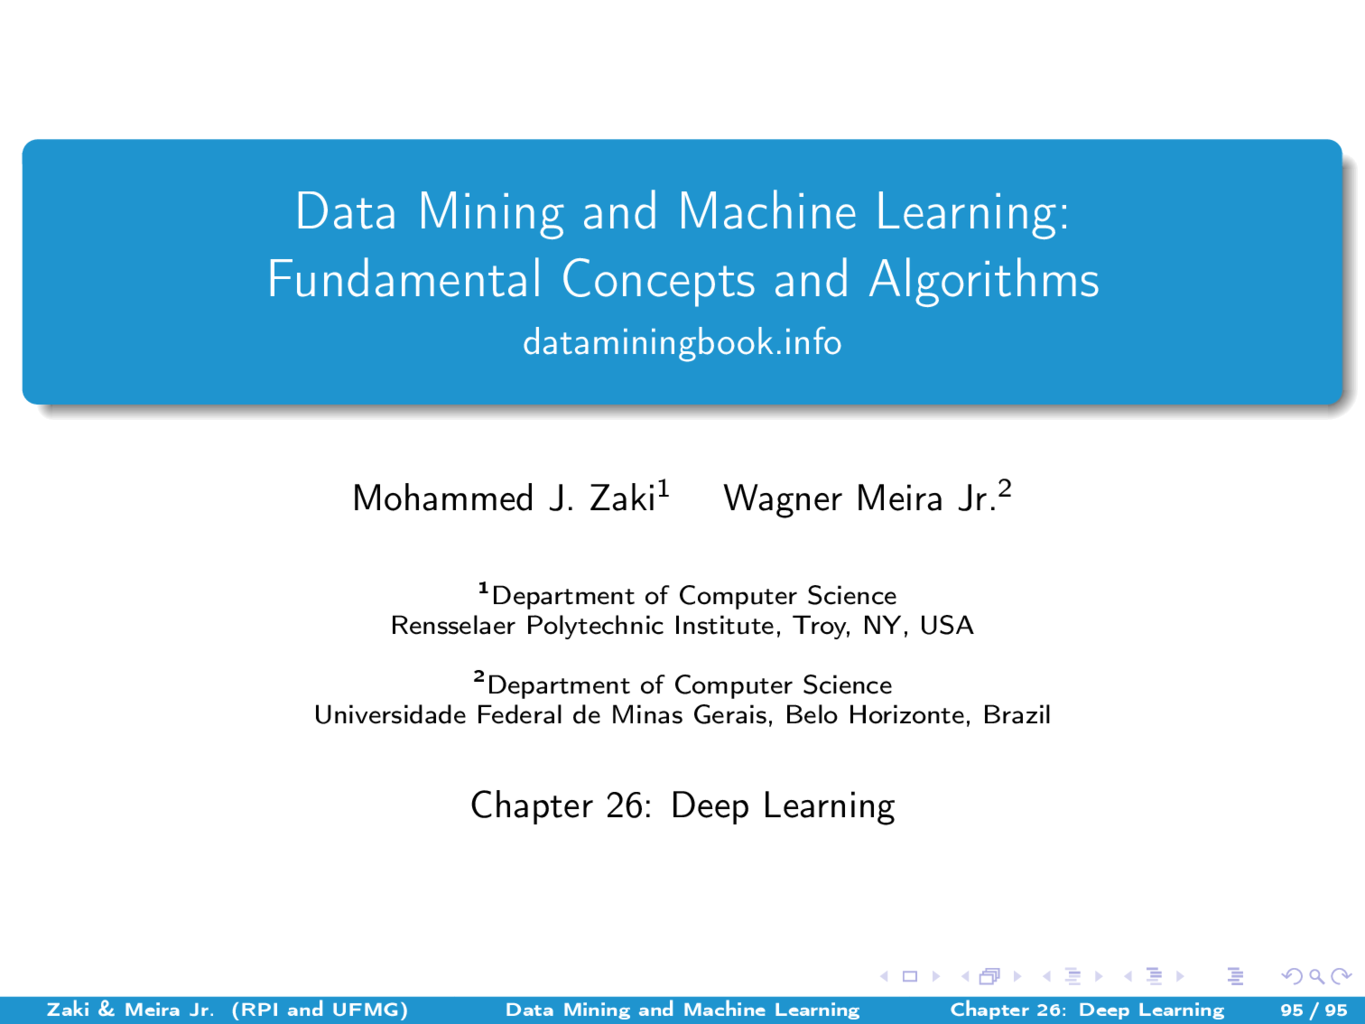 Data Mining and Machine Learning:
Fundamental Concepts and Algorithms
dataminingbook.info
Mohammed J. Zaki¹ Wagner Meira Jr.²
¹Department of Computer Science
Rensselaer Polytechnic Institute, Troy, NY, USA
²Department of Computer Science
Universidade Federal de Minas Gerais, Belo Horizonte, Brazil
Chapter 26: Deep Learning
Zaki & Meira Jr. (RPI and UFMG) Data Mining and Machine Learning Chapter 26: Deep Learning 95 / 95